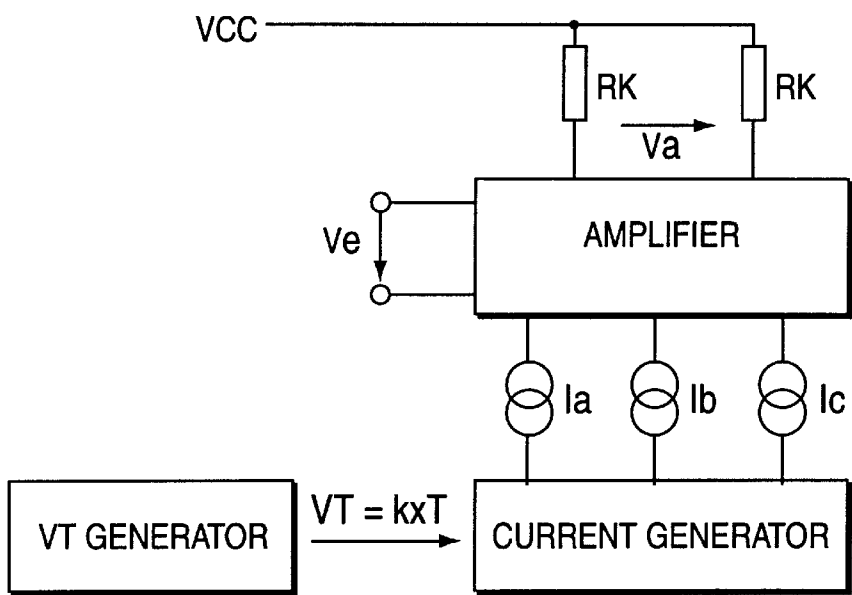 VCC
RK
RK
Va
Ve
AMPLIFIER
Ia
Ib
Ic
VT GENERATOR
VT = kxT
CURRENT GENERATOR